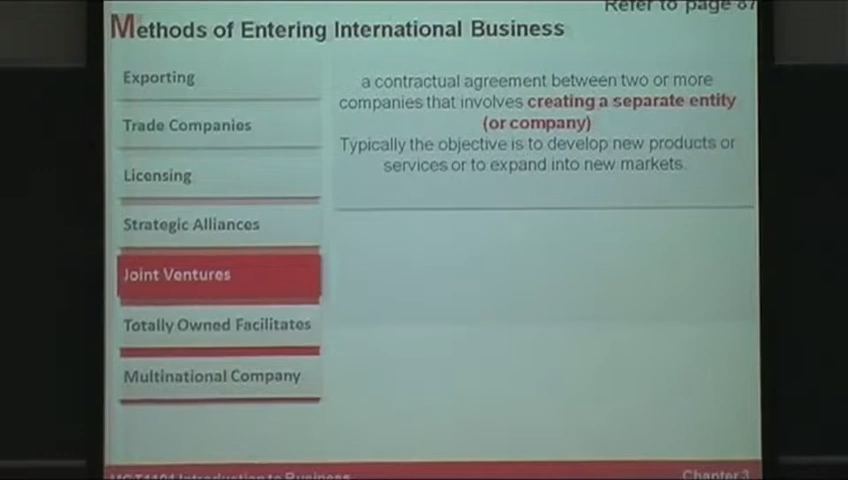 Refer to page 87
Methods of Entering International Business
Exporting
Trade Companies
Licensing
Strategic Alliances
Joint Ventures
Totally Owned Facilitates
Multinational Company
a contractual agreement between two or more
companies that involves creating a separate entity
(or company)
Typically the objective is to develop new products or
services or to expand into new markets.
Introduction to Business
Chapter 3